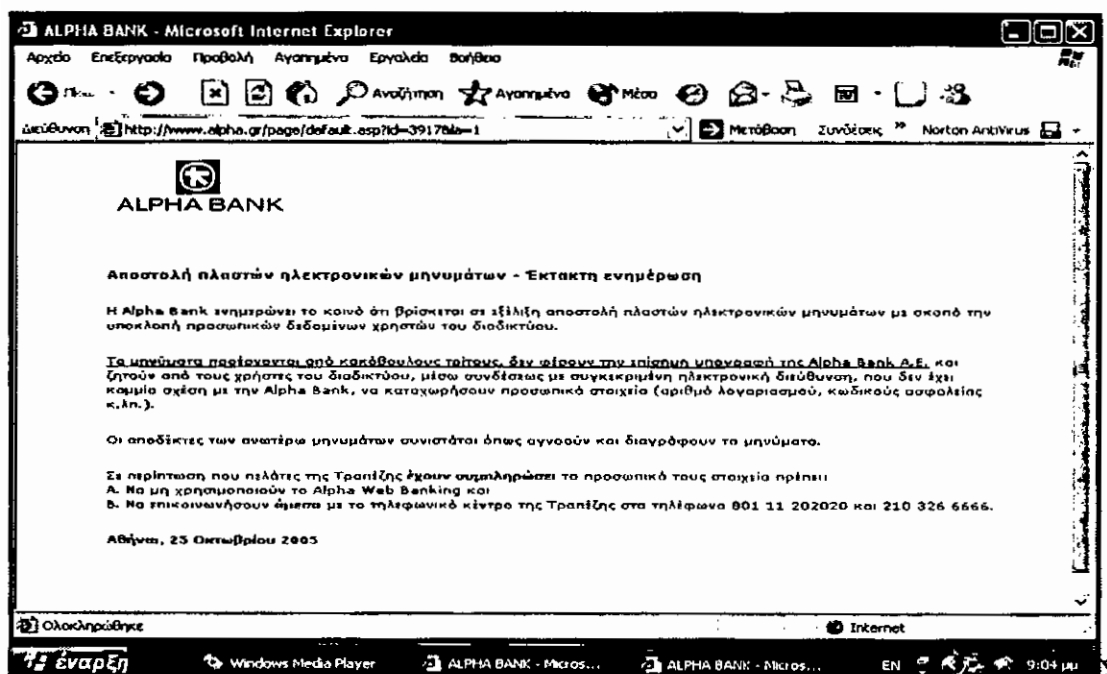 ALPHA BANK - Microsoft Internet Explorer
Αρχείο Επεξεργασία Προβολή Αγαπημένα Εργαλεία Βοήθεια
Πίσω Αναζήτηση Αγαπημένα Μέσα
Διεύθυνση http://www.alpha.gr/page/default.asp?id=3917&la=1 Μετάβαση Συνδέσεις » Norton AntiVirus
ALPHA BANK
Αποστολή πλαστών ηλεκτρονικών μηνυμάτων - Έκτακτη ενημέρωση
Η Alpha Bank ενημερώνει το κοινό ότι βρίσκεται σε εξέλιξη αποστολή πλαστών ηλεκτρονικών μηνυμάτων με σκοπό την
υποκλοπή προσωπικών δεδομένων χρηστών του διαδικτύου.
Τα μηνύματα προέρχονται από κακόβουλους τρίτους, δεν φέρουν την επίσημη υπογραφή της Alpha Bank Α.Ε. και
ζητούν από τους χρήστες του διαδικτύου, μέσω συνδέσεως με συγκεκριμένη ηλεκτρονική διεύθυνση, που δεν έχει
καμμία σχέση με την Alpha Bank, να καταχωρήσουν προσωπικά στοιχεία (αριθμό λογαριασμού, κωδικούς ασφαλείας
κ.λπ.).
Οι αποδέκτες των ανωτέρω μηνυμάτων συνιστάται όπως αγνοούν και διαγράφουν τα μηνύματα.
Σε περίπτωση που πελάτες της Τραπέζης έχουν συμπληρώσει τα προσωπικά τους στοιχεία πρέπει:
Α. Να μη χρησιμοποιούν το Alpha Web Banking και
Β. Να επικοινωνήσουν άμεσα με το τηλεφωνικό κέντρο της Τραπέζης στα τηλέφωνα 801 11 202020 και 210 326 6666.
Αθήναι, 25 Οκτωβρίου 2005
Ολοκληρώθηκε Internet
έναρξη Windows Media Player ALPHA BANK - Micros... ALPHA BANK - Micros... EN 9:04 μμ